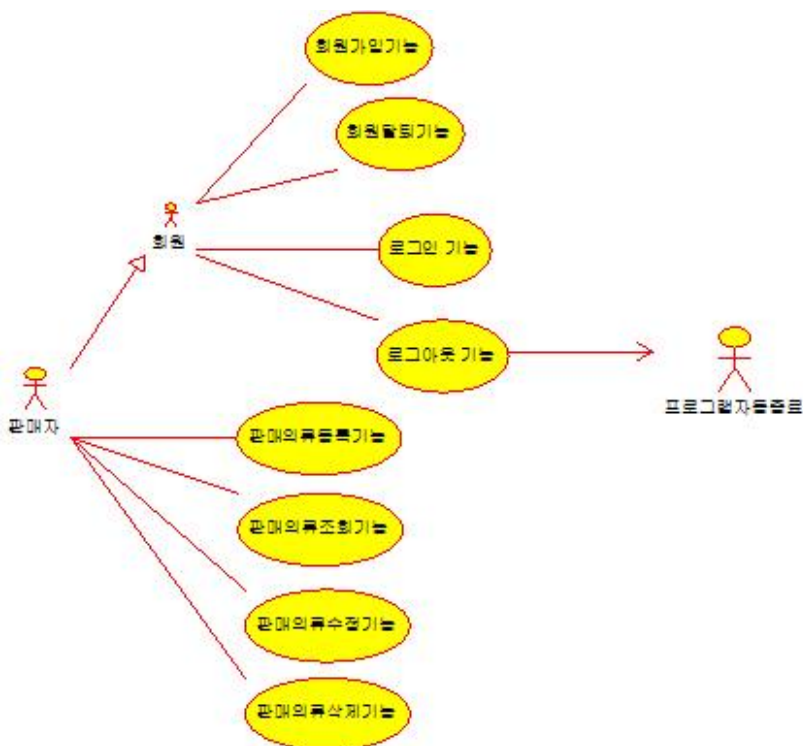 회원가입기능
회원탈퇴기능
회원
로그인 기능
로그아웃 기능
프로그램자동종료
판매자
판매의류등록기능
판매의류조회기능
판매의류수정기능
판매의류삭제기능